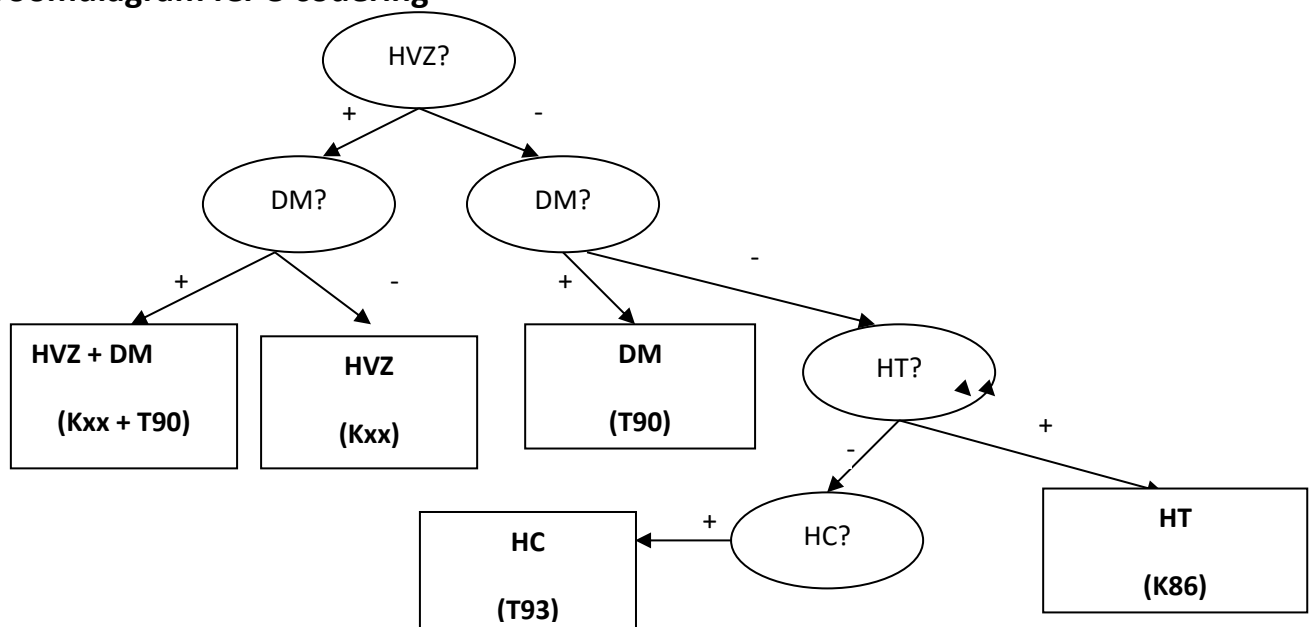 HVZ?
+
-
DM?
DM?
+
-
+
-
HVZ + DM
(Kxx + T90)
HVZ
(Kxx)
DM
(T90)
HT?
-
+
HC
(T93)
+
HC?
HT
(K86)